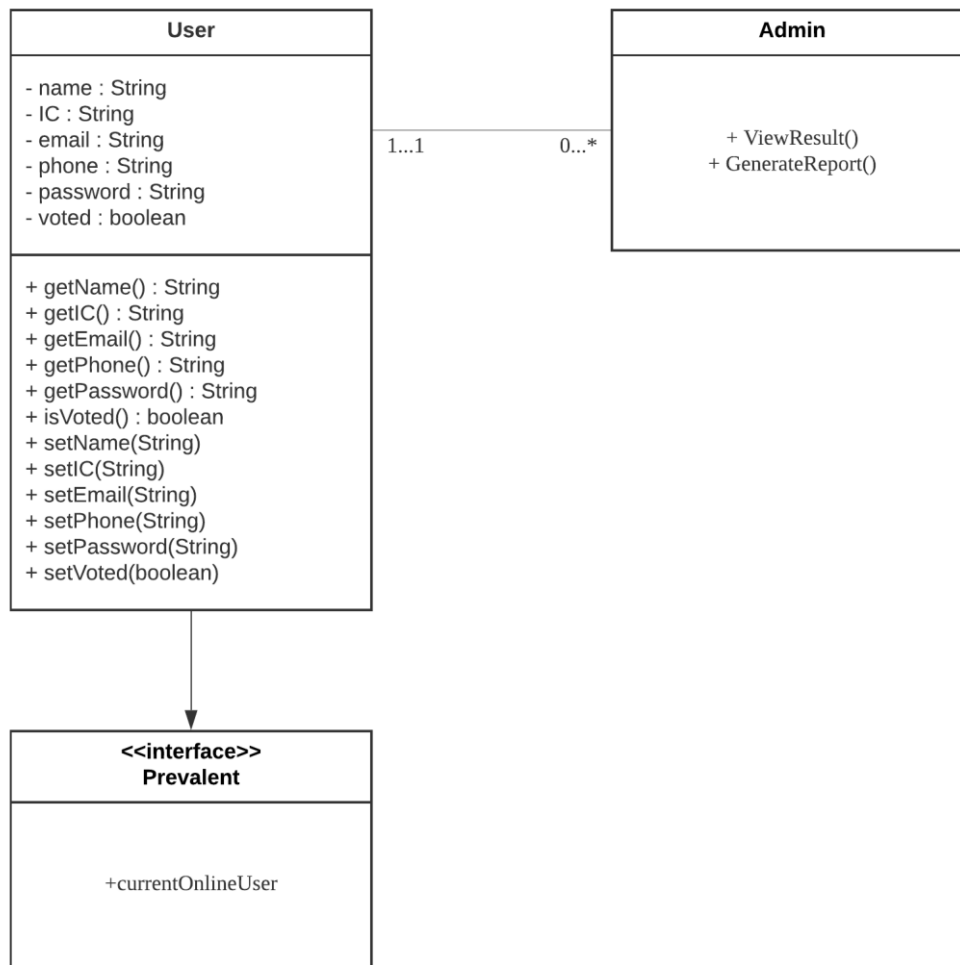 User
- name : String
- IC : String
- email : String
- phone : String
- password : String
- voted : boolean
+ getName() : String
+ getIC() : String
+ getEmail() : String
+ getPhone() : String
+ getPassword() : String
+ isVoted() : boolean
+ setName(String)
+ setIC(String)
+ setEmail(String)
+ setPhone(String)
+ setPassword(String)
+ setVoted(boolean)
1...1
0...*
Admin
+ ViewResult()
+ GenerateReport()
<<interface>>
Prevalent
+currentOnlineUser